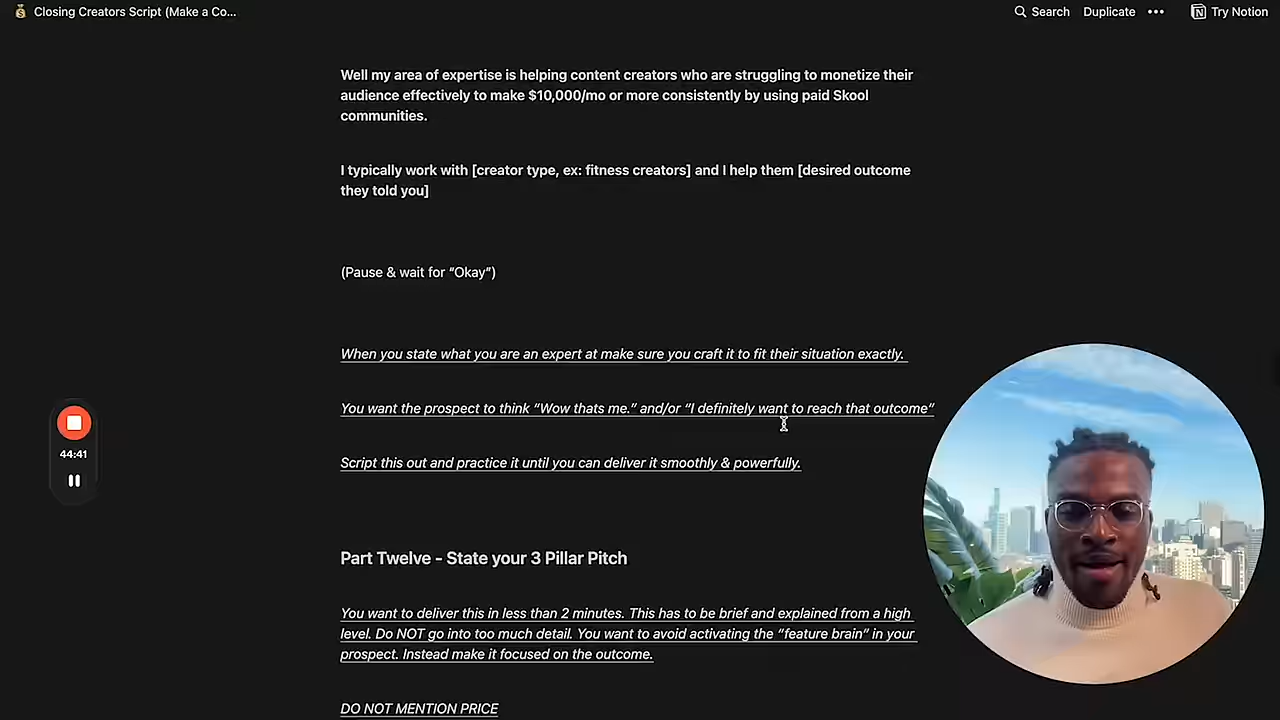 Closing Creators Script (Make a Co...
Search Duplicate ••• Try Notion
Well my area of expertise is helping content creators who are struggling to monetize their
audience effectively to make $10,000/mo or more consistently by using paid Skool
communities.
I typically work with [creator type, ex: fitness creators] and I help them [desired outcome
they told you]
(Pause & wait for “Okay”)
When you state what you are an expert at make sure you craft it to fit their situation exactly.
You want the prospect to think “Wow thats me.” and/or “I definitely want to reach that outcome”
Script this out and practice it until you can deliver it smoothly & powerfully.
44:41
Part Twelve - State your 3 Pillar Pitch
You want to deliver this in less than 2 minutes. This has to be brief and explained from a high
level. Do NOT go into too much detail. You want to avoid activating the “feature brain” in your
prospect. Instead make it focused on the outcome.
DO NOT MENTION PRICE